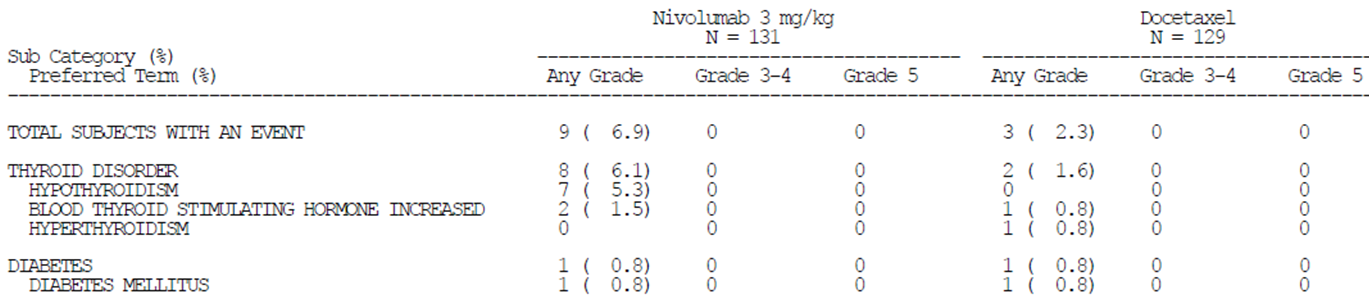 Nivolumab 3 mg/kg Docetaxel
N = 131 N = 129
Sub Category (%)
Preferred Term (%) Any Grade Grade 3-4 Grade 5 Any Grade Grade 3-4 Grade 5
TOTAL SUBJECTS WITH AN EVENT 9 ( 6.9) 0 0 3 ( 2.3) 0 0
THYROID DISORDER 8 ( 6.1) 0 0 2 ( 1.6) 0 0
HYPOTHYROIDISM 7 ( 5.3) 0 0 0 0 0
BLOOD THYROID STIMULATING HORMONE INCREASED 2 ( 1.5) 0 0 1 ( 0.8) 0 0
HYPERTHYROIDISM 0 0 0 1 ( 0.8) 0 0
DIABETES 1 ( 0.8) 0 0 1 ( 0.8) 0 0
DIABETES MELLITUS 1 ( 0.8) 0 0 1 ( 0.8) 0 0